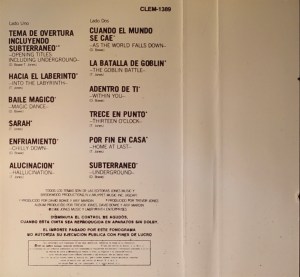 CLEM-1389
Lado Uno
TEMA DE OVERTURA
INCLUYENDO
SUBTERRANEO
—OPENING TITLES
INCLUDING UNDERGROUND—
HACIA EL LABERINTO
—INTO THE LABYRINTH—
BAILE MAGICO
—MAGIC DANCE—
SARAH
ENFRIAMIENTO
—CHILLY DOWN—
ALUCINACION
—HALLUCINATION—
Lado Dos
CUANDO EL MUNDO
SE CAE
—AS THE WORLD FALLS DOWN—
LA BATALLA DE GOBLIN
—THE GOBLIN BATTLE—
ADENTRO DE TI
—WITHIN YOU—
TRECE EN PUNTO
—THIRTEEN O'CLOCK—
POR FIN EN CASA
—HOME AT LAST—
SUBTERRANEO
—UNDERGROUND—
DISMINUYA EL CONTROL DE AGUDOS,
CUANDO ESTA CINTA SEA REPRODUCIDA EN APARATOS SIN DOLBY.
EL IMPORTE PAGADO POR ESTE FONOGRAMA
NO AUTORIZA SU EJECUCION PUBLICA CON FINES DE LUCRO